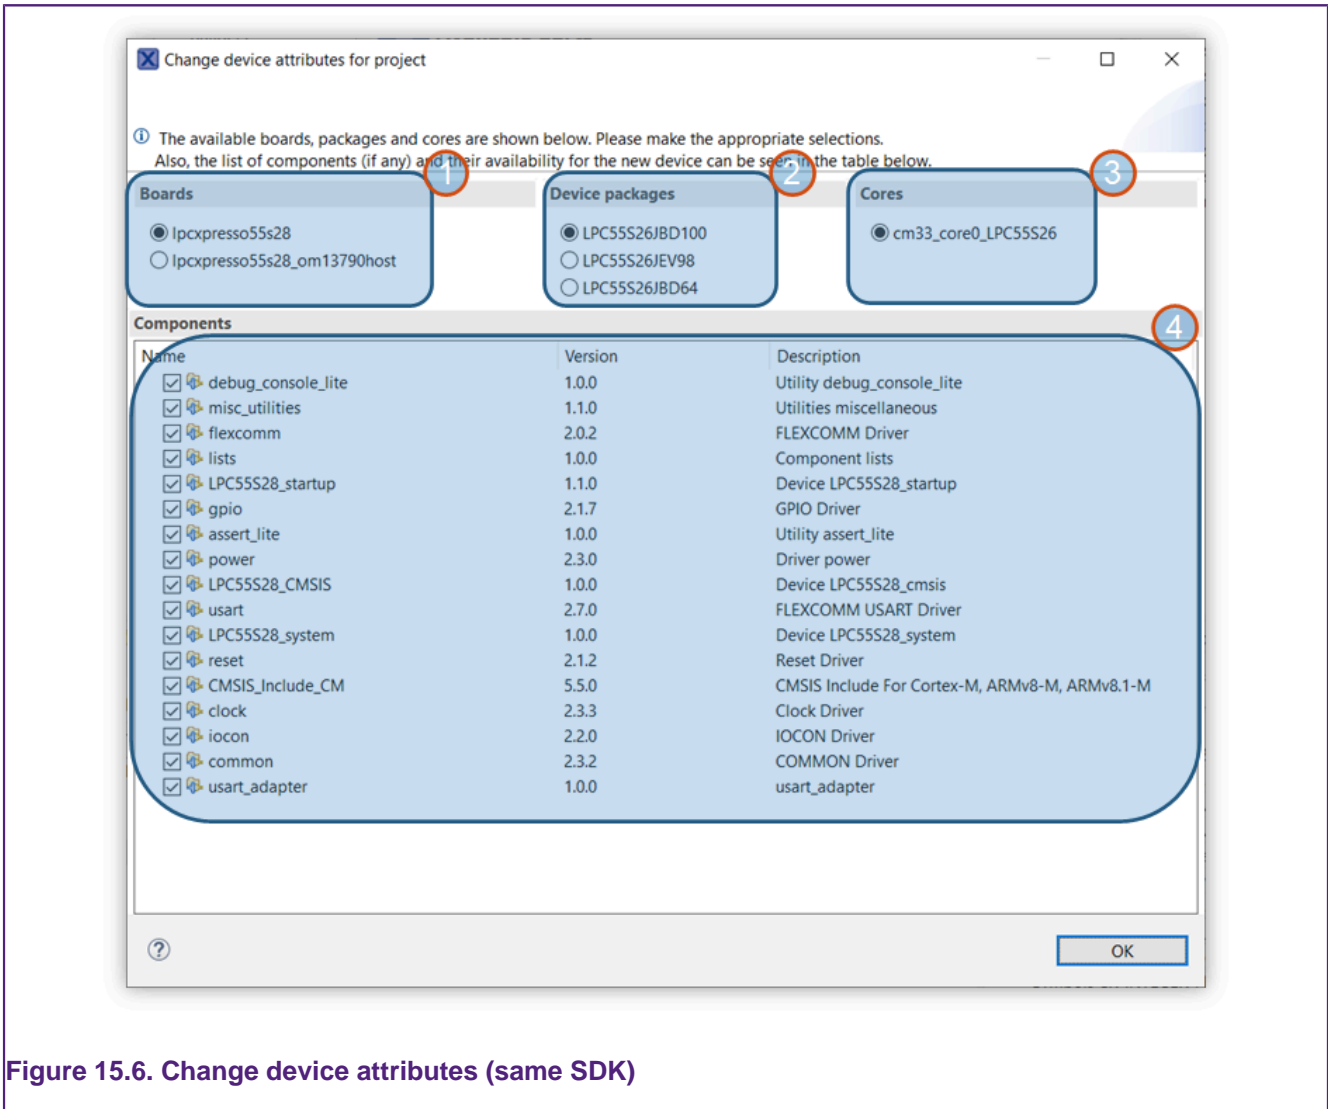 Change device attributes for project
The available boards, packages and cores are shown below. Please make the appropriate selections.
Also, the list of components (if any) and their availability for the new device can be seen in the table below.
1 2 3
Boards Device packages Cores
lpcxpresso55s28 LPC55S26JBD100 cm33_core0_LPC55S26
lpcxpresso55s28_om13790host LPC55S26JEV98
LPC55S26JBD64
Components 4
Name Version Description
debug_console_lite 1.0.0 Utility debug_console_lite
misc_utilities 1.1.0 Utilities miscellaneous
flexcomm 2.0.2 FLEXCOMM Driver
lists 1.0.0 Component lists
LPC55S28_startup 1.1.0 Device LPC55S28_startup
gpio 2.1.7 GPIO Driver
assert_lite 1.0.0 Utility assert_lite
power 2.3.0 Driver power
LPC55S28_CMSIS 1.0.0 Device LPC55S28_cmsis
usart 2.7.0 FLEXCOMM USART Driver
LPC55S28_system 1.0.0 Device LPC55S28_system
reset 2.1.2 Reset Driver
CMSIS_Include_CM 5.5.0 CMSIS Include For Cortex-M, ARMv8-M, ARMv8.1-M
clock 2.3.3 Clock Driver
iocon 2.2.0 IOCON Driver
common 2.3.2 COMMON Driver
usart_adapter 1.0.0 usart_adapter
OK
Figure 15.6. Change device attributes (same SDK)